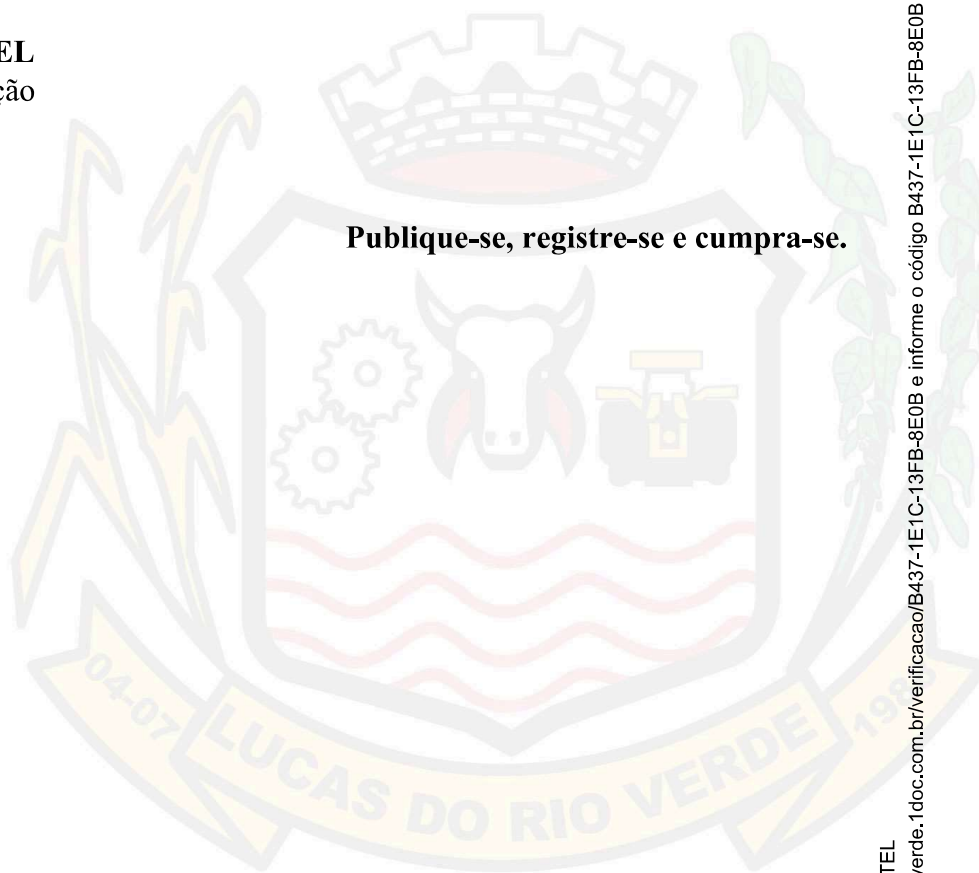 EL
ção
Publique-se, registre-se e cumpra-se.
04-07 LUCAS DO RIO VERDE 1988
TEL
verde.1doc.com.br/verificacao/B437-1E1C-13FB-8E0B e informe o código B437-1E1C-13FB-8E0B